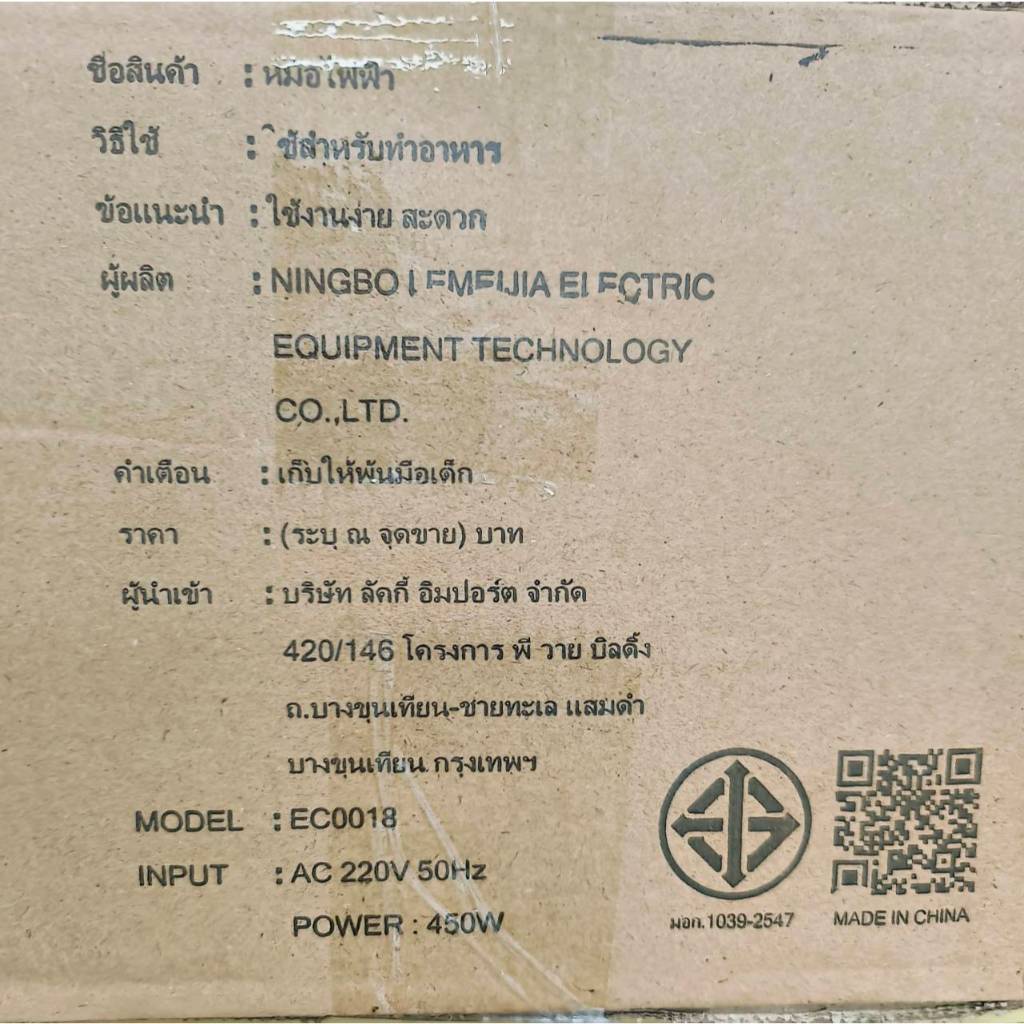 ชื่อสินค้า : หม้อไฟฟ้า
วิธีใช้ : ใช้สำหรับทำอาหาร
ข้อแนะนำ : ใช้งานง่าย สะดวก
ผู้ผลิต : NINGBO LEMEIJIA ELECTRIC
EQUIPMENT TECHNOLOGY
CO.,LTD.
คำเตือน : เก็บให้พ้นมือเด็ก
ราคา : (ระบุ ณ จุดขาย) บาท
ผู้นำเข้า : บริษัท ลัคกี้ อิมปอร์ต จำกัด
420/146 โครงการ พี วาย บิลดิ้ง
ถ.บางขุนเทียน-ชายทะเล แสมดำ
บางขุนเทียน กรุงเทพฯ
MODEL : EC0018
INPUT : AC 220V 50Hz
POWER : 450W
มอก.1039-2547
MADE IN CHINA